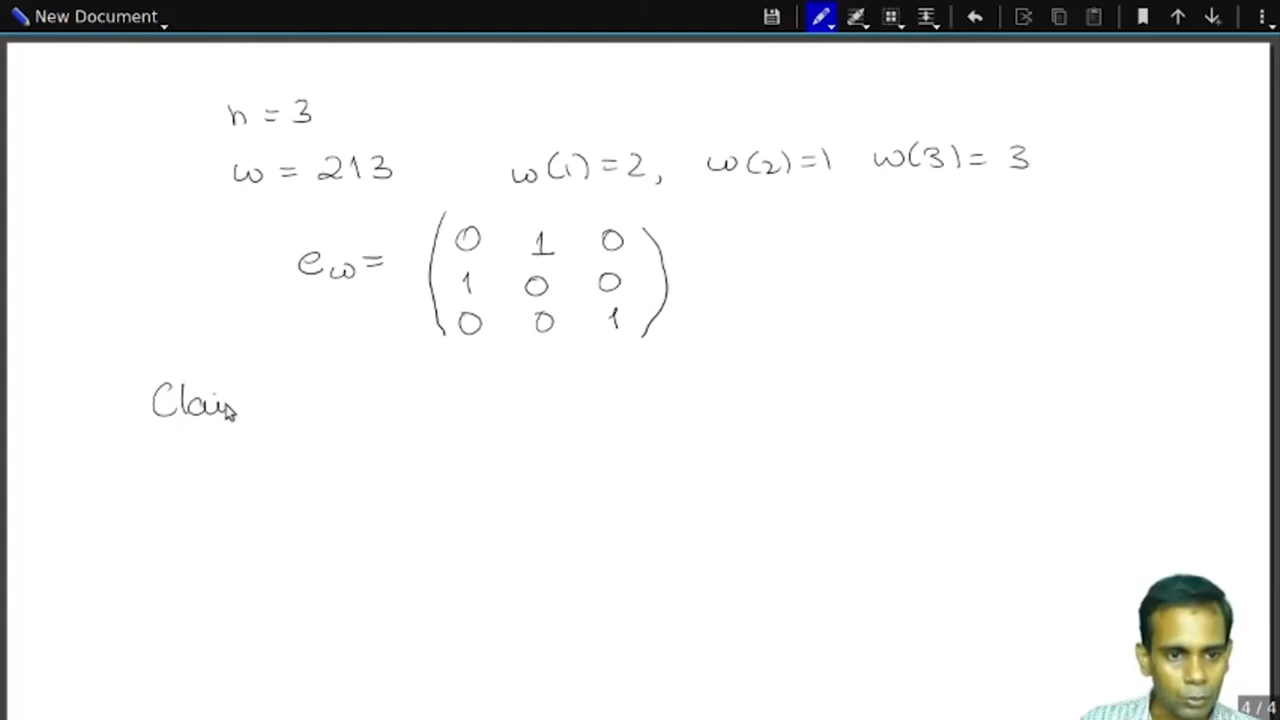 New Document
n = 3
w = 213 w(1)=2, w(2)=1 w(3)= 3
e_w = ( 0 1 0
1 0 0
0 0 1 )
Clai
4 / 4